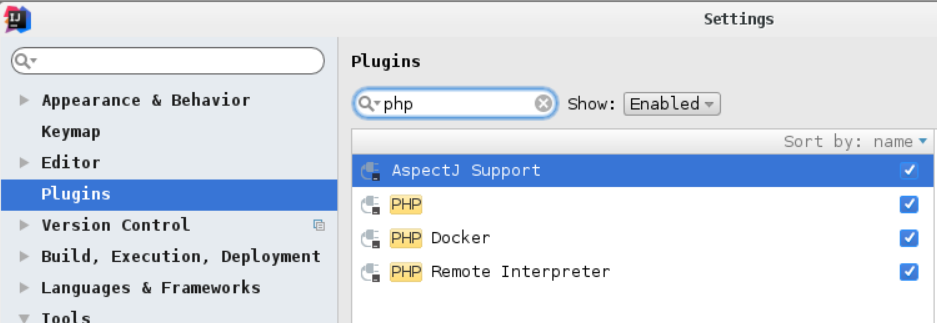 IJ
Settings
Appearance & Behavior
Keymap
Editor
Plugins
Version Control
Build, Execution, Deployment
Languages & Frameworks
Tools
Plugins
php Show: Enabled
Sort by: name
AspectJ Support
PHP
PHP Docker
PHP Remote Interpreter